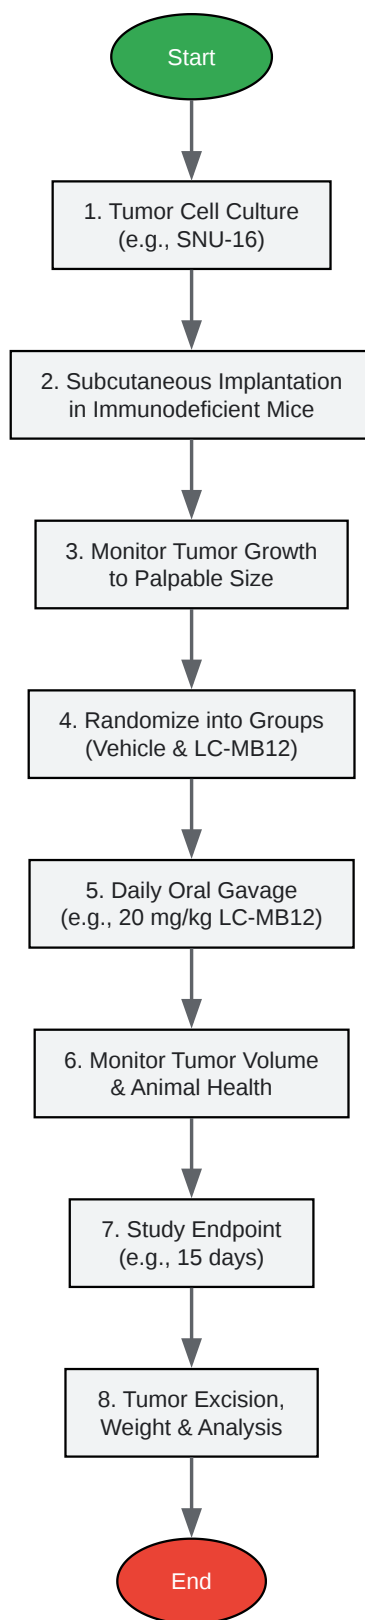 Start
1. Tumor Cell Culture
(e.g., SNU-16)
2. Subcutaneous Implantation
in Immunodeficient Mice
3. Monitor Tumor Growth
to Palpable Size
4. Randomize into Groups
(Vehicle & LC-MB12)
5. Daily Oral Gavage
(e.g., 20 mg/kg LC-MB12)
6. Monitor Tumor Volume
& Animal Health
7. Study Endpoint
(e.g., 15 days)
8. Tumor Excision,
Weight & Analysis
End